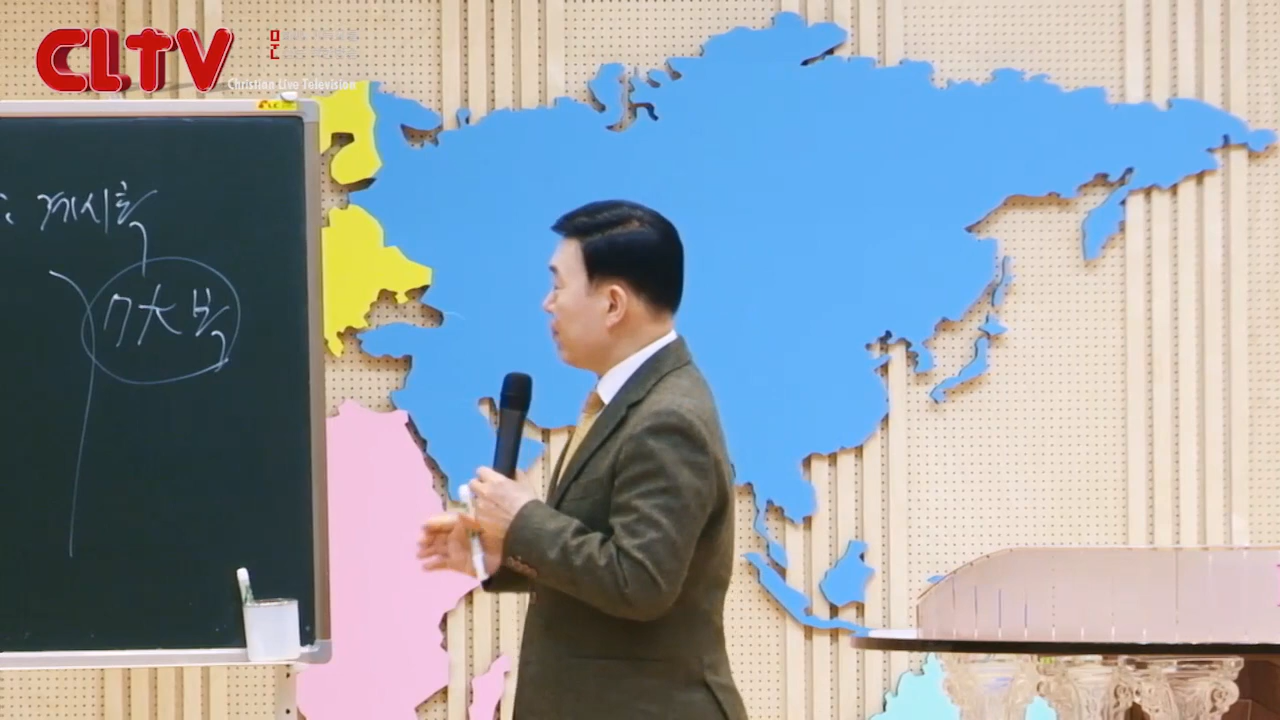 CLTV
Christian Live Television
계시록
7大 복